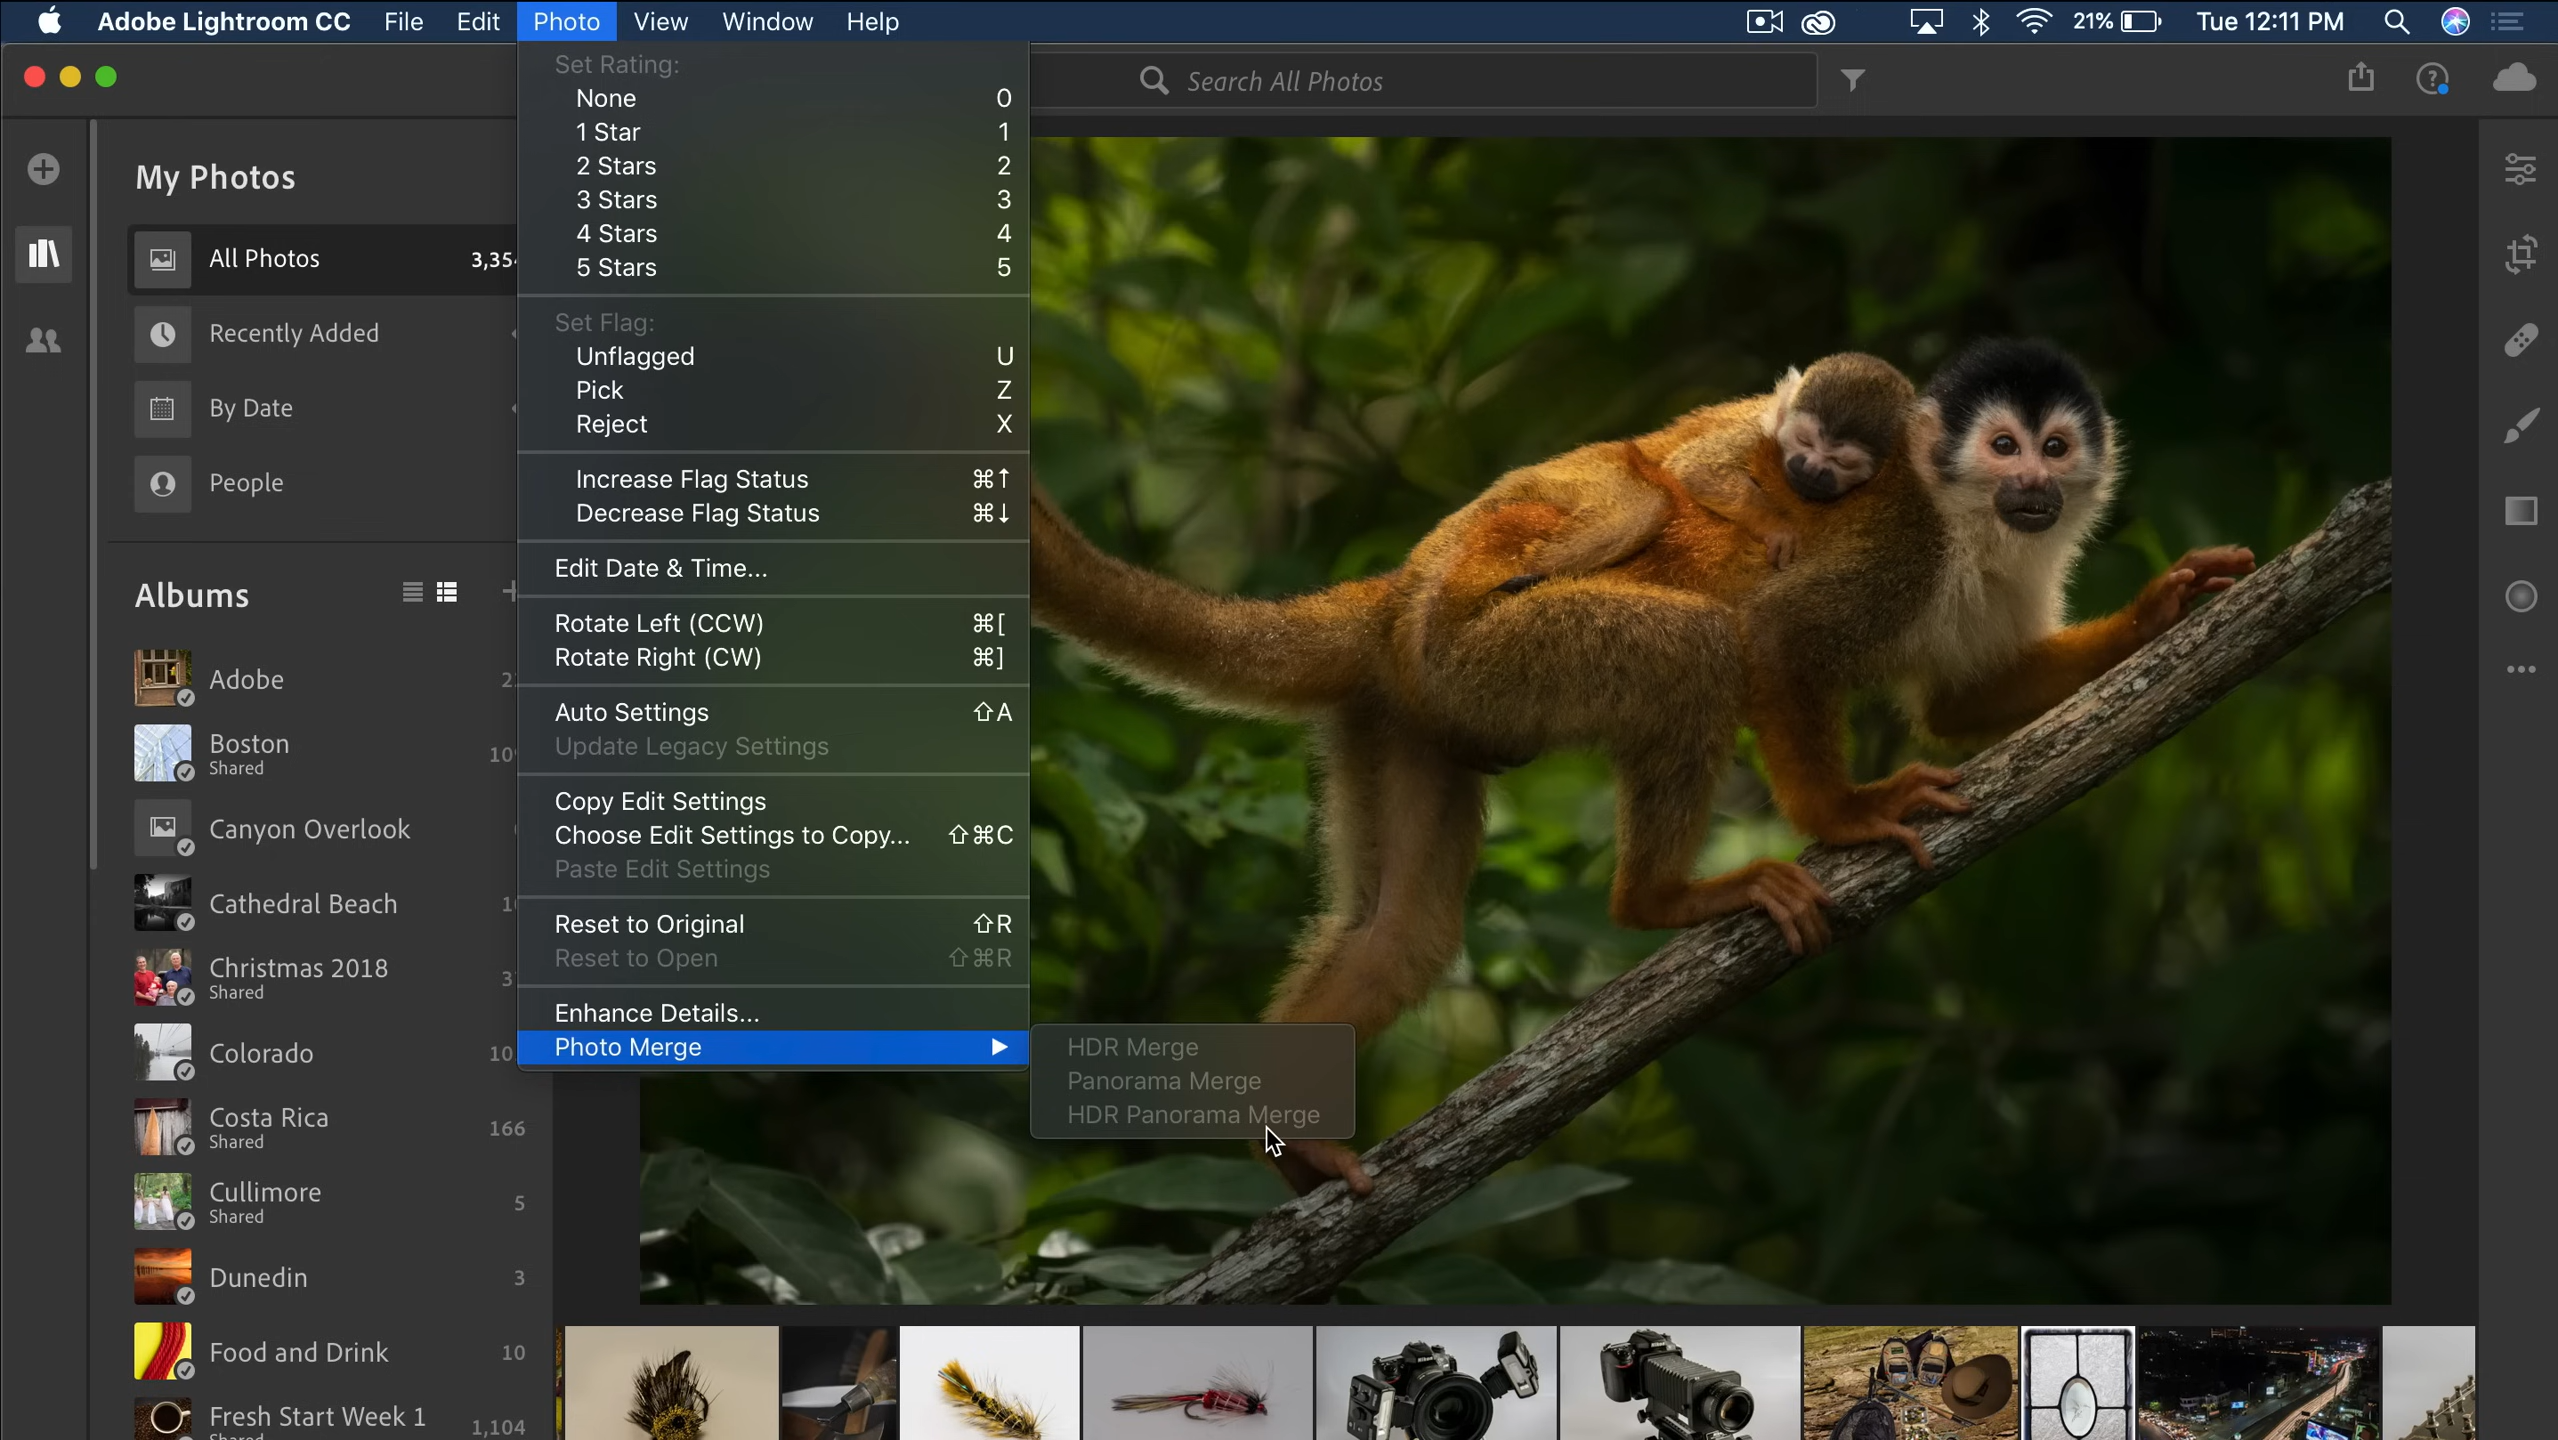 Adobe Lightroom CC File Edit Photo View Window Help 21% Tue 12:11 PM
Search All Photos
My Photos
All Photos 3,354
Recently Added
By Date
People
Albums
Adobe
Boston
Shared
Canyon Overlook
Cathedral Beach
Christmas 2018
Shared
Colorado
Costa Rica 166
Shared
Cullimore 5
Shared
Dunedin 3
Food and Drink 10
Fresh Start Week 1 1,104
Set Rating:
None 0
1 Star 1
2 Stars 2
3 Stars 3
4 Stars 4
5 Stars 5
Set Flag:
Unflagged U
Pick Z
Reject X
Increase Flag Status ⌘↑
Decrease Flag Status ⌘↓
Edit Date & Time...
Rotate Left (CCW) ⌘[
Rotate Right (CW) ⌘]
Auto Settings ⇧A
Update Legacy Settings
Copy Edit Settings
Choose Edit Settings to Copy... ⇧⌘C
Paste Edit Settings
Reset to Original ⇧R
Reset to Open ⇧⌘R
Enhance Details...
Photo Merge ▶
HDR Merge
Panorama Merge
HDR Panorama Merge